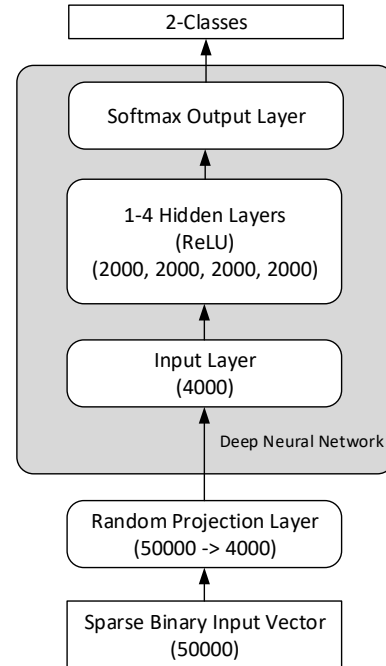 2-Classes
Softmax Output Layer
1-4 Hidden Layers
(ReLU)
(2000, 2000, 2000, 2000)
Input Layer
(4000)
Deep Neural Network
Random Projection Layer
(50000 -> 4000)
Sparse Binary Input Vector
(50000)